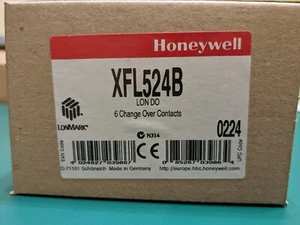 Honeywell
XFL524B
LON DO
6 Change Over Contacts
LONMARK
N314
0224
EAN Code
UPC Code
D-71101 Schönaich Made in Germany
http://europe.hbc.honeywell.com